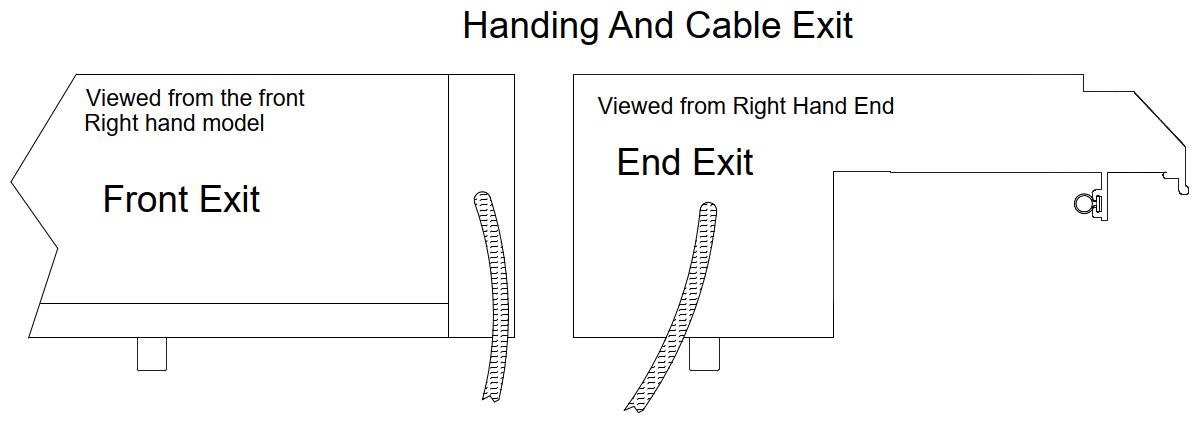 Handing And Cable Exit
Viewed from the front
Right hand model
Front Exit
Viewed from Right Hand End
End Exit